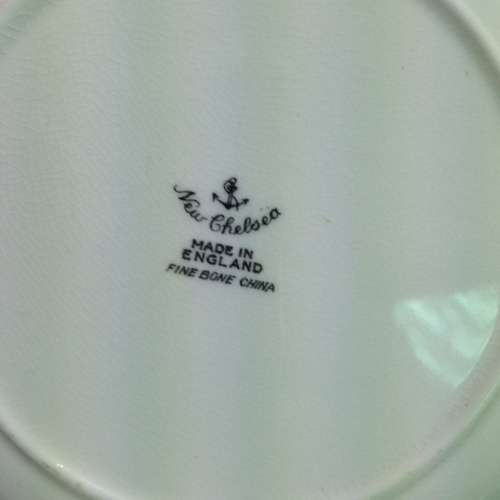 New Chelsea
MADE IN
ENGLAND
FINE BONE CHINA